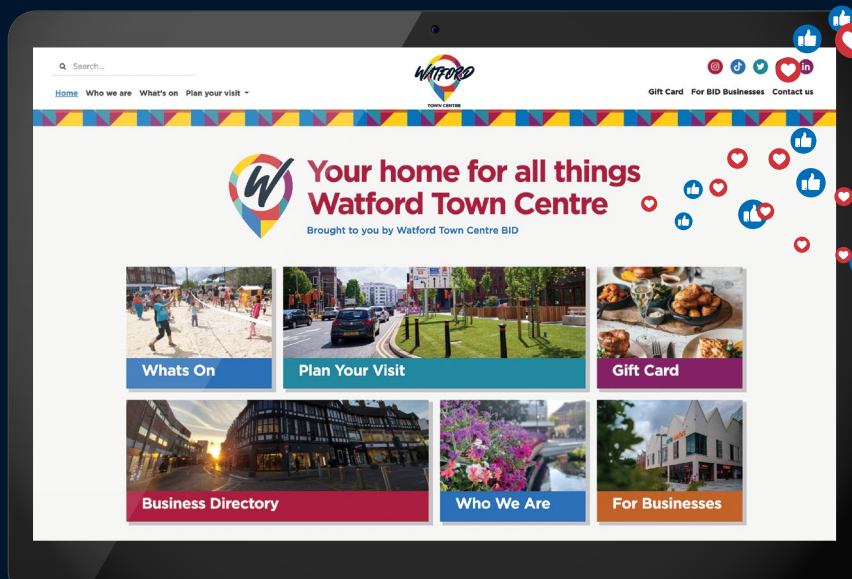 Search...
Home Who we are What's on Plan your visit
WATFORD
TOWN CENTRE
in
Gift Card For BID Businesses Contact us
W
Your home for all things
Watford Town Centre
Brought to you by Watford Town Centre BID
Whats On
Plan Your Visit
Gift Card
Business Directory
Who We Are
For Businesses